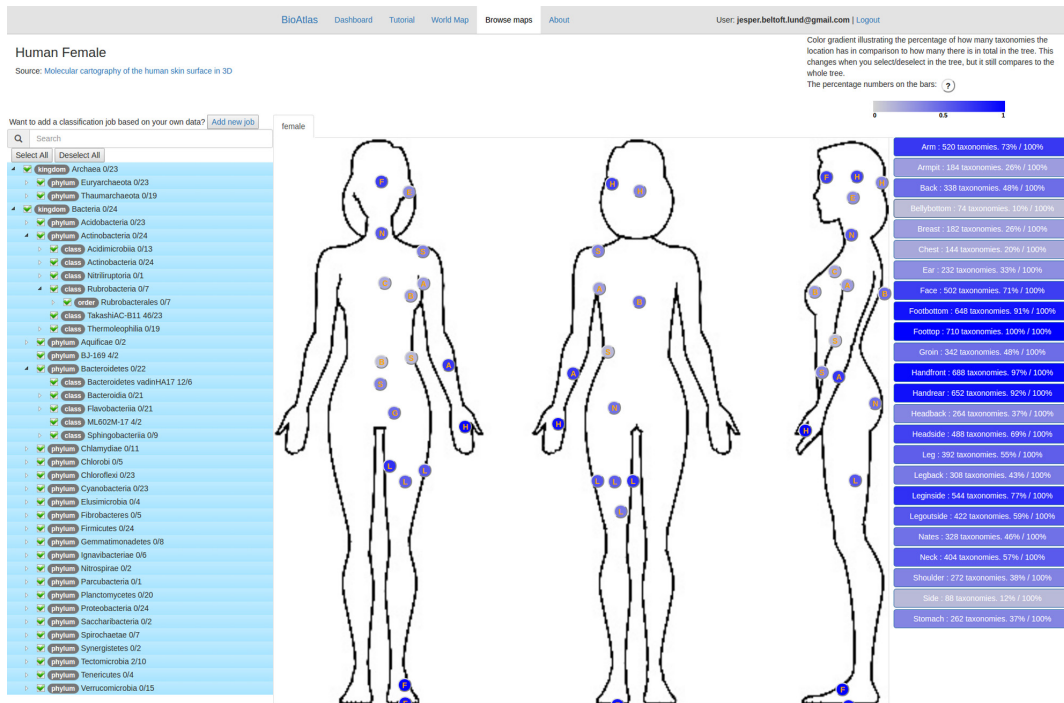 BioAtlas Dashboard Tutorial World Map Browse maps About User: jesper.beltoft.lund@gmail.com | Logout
Human Female
Source: Molecular cartography of the human skin surface in 3D
Color gradient illustrating the percentage of how many taxonomies the
location has in comparison to how many there is in total in the tree. This
changes when you select/deselect in the tree, but it still compares to the
whole tree.
The percentage numbers on the bars: ?
0 0.5 1
Want to add a classification job based on your own data? Add new job
Search
Select All Deselect All
kingdom Archaea 0/23
phylum Euryarchaeota 0/23
phylum Thaumarchaeota 0/19
kingdom Bacteria 0/24
phylum Acidobacteria 0/23
phylum Actinobacteria 0/24
class Acidimicrobiia 0/13
class Actinobacteria 0/24
class Nitriliruptoria 0/1
class Rubrobacteria 0/7
order Rubrobacterales 0/7
class TakashiAC-B11 46/23
class Thermoleophilia 0/19
phylum Aquificae 0/2
phylum BJ-169 4/2
phylum Bacteroidetes 0/22
class Bacteroidetes vadinHA17 12/6
class Bacteroidia 0/21
class Flavobacteriia 0/21
class ML602M-17 4/2
class Sphingobacteriia 0/9
phylum Chlamydiae 0/11
phylum Chlorobi 0/5
phylum Chloroflexi 0/23
phylum Cyanobacteria 0/23
phylum Elusimicrobia 0/4
phylum Fibrobacteres 0/5
phylum Firmicutes 0/24
phylum Gemmatimonadetes 0/8
phylum Ignavibacteriae 0/6
phylum Nitrospirae 0/2
phylum Parcubacteria 0/1
phylum Planctomycetes 0/20
phylum Proteobacteria 0/24
phylum Saccharibacteria 0/2
phylum Spirochaetae 0/7
phylum Synergistetes 0/2
phylum Tectomicrobia 2/10
phylum Tenericutes 0/4
phylum Verrucomicrobia 0/15
female
F
N
A
B
S
G
H
L
L
L
F
H
B
A
N
H
L L L
L
F H
N
A
N
H
L
F
Arm : 520 taxonomies. 73% / 100%
Armpit : 184 taxonomies. 26% / 100%
Back : 338 taxonomies. 48% / 100%
Bellybottom : 74 taxonomies. 10% / 100%
Breast : 182 taxonomies. 26% / 100%
Chest : 144 taxonomies. 20% / 100%
Ear : 232 taxonomies. 33% / 100%
Face : 502 taxonomies. 71% / 100%
Footbottom : 648 taxonomies. 91% / 100%
Foottop : 710 taxonomies. 100% / 100%
Groin : 342 taxonomies. 48% / 100%
Handfront : 688 taxonomies. 97% / 100%
Handrear : 652 taxonomies. 92% / 100%
Headback : 264 taxonomies. 37% / 100%
Headside : 488 taxonomies. 69% / 100%
Leg : 392 taxonomies. 55% / 100%
Legback : 308 taxonomies. 43% / 100%
Leginside : 544 taxonomies. 77% / 100%
Legoutside : 422 taxonomies. 59% / 100%
Nates : 328 taxonomies. 46% / 100%
Neck : 404 taxonomies. 57% / 100%
Shoulder : 272 taxonomies. 38% / 100%
Side : 88 taxonomies. 12% / 100%
Stomach : 262 taxonomies. 37% / 100%